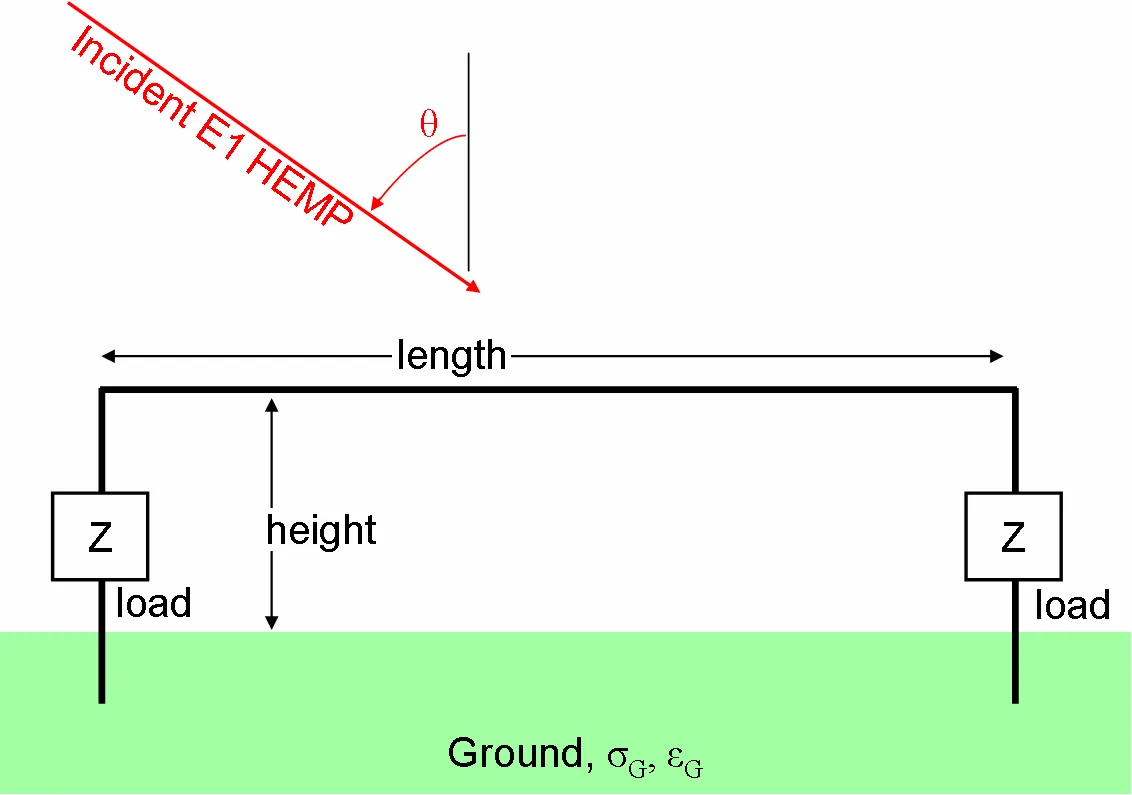 Incident E1 HEMP
θ
length
height
Z
Z
load
load
Ground, σG, εG